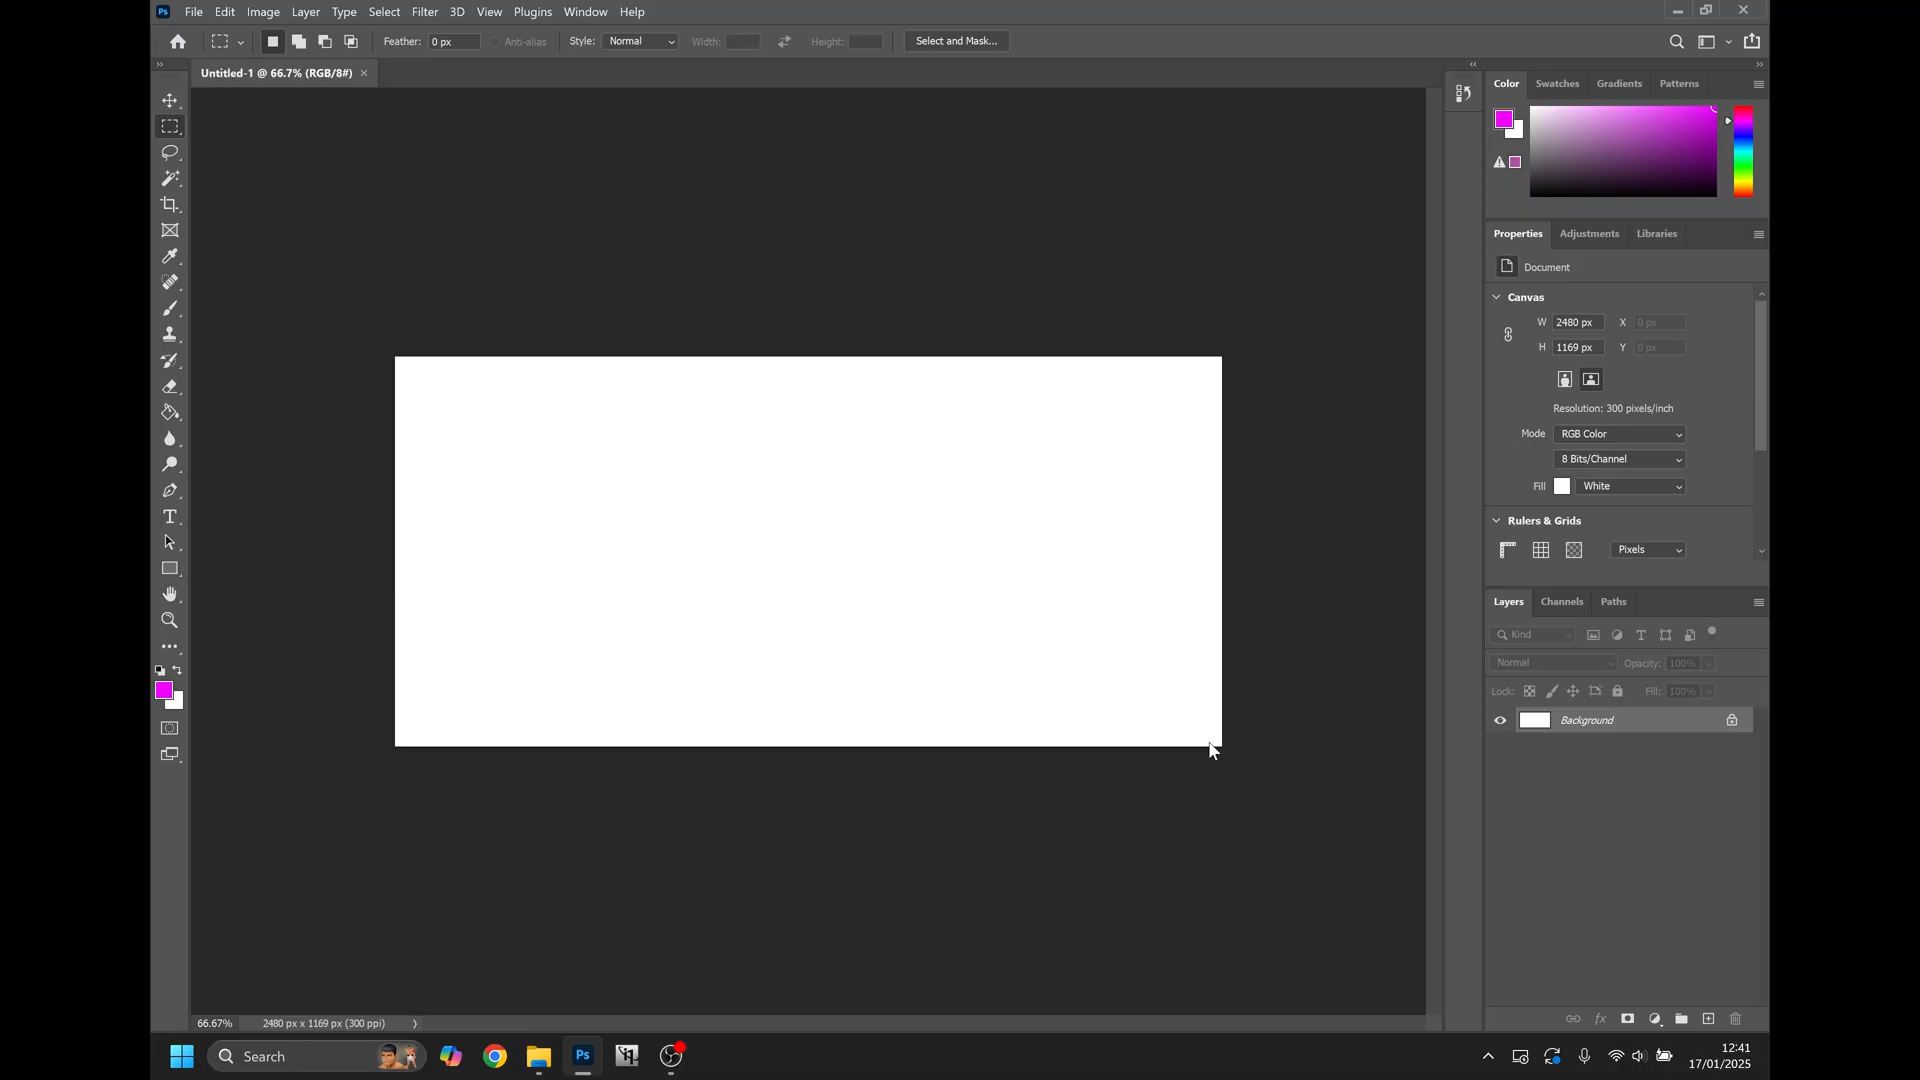 Ps File Edit Image Layer Type Select Filter 3D View Plugins Window Help
Feather: 0 px Anti-alias Style: Normal Width: Height: Select and Mask...
Untitled-1 @ 66.7% (RGB/8#)
Color Swatches Gradients Patterns
Properties Adjustments Libraries
Document
Canvas
W 2480 px X 0 px
H 1169 px Y 0 px
Resolution: 300 pixels/inch
Mode RGB Color
8 Bits/Channel
Fill White
Rulers & Grids
Pixels
Layers Channels Paths
Kind
Normal Opacity: 100%
Lock: Fill: 100%
Background
fx
66.67% 2480 px x 1169 px (300 ppi)
Search
Ps
12:41
17/01/2025